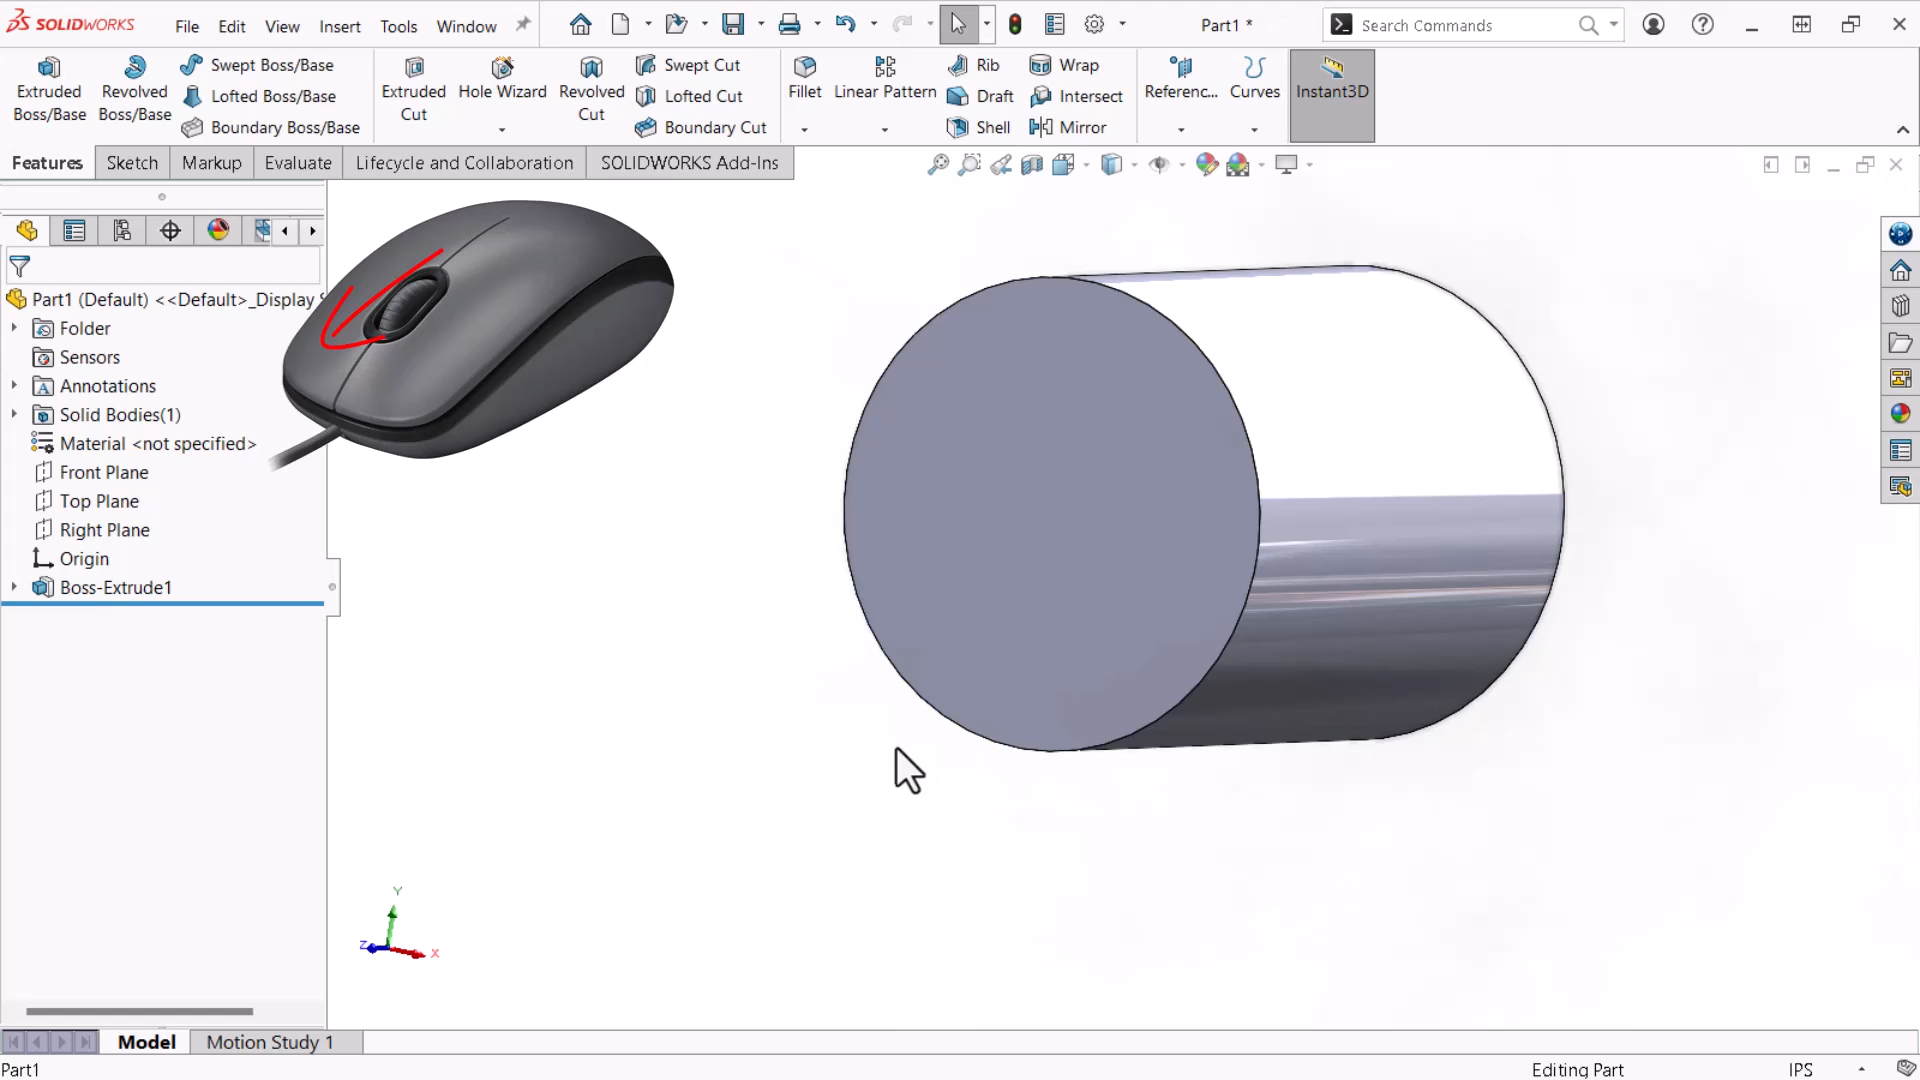 SOLIDWORKS File Edit View Insert Tools Window Part1 * Search Commands
Extruded Boss/Base
Revolved Boss/Base
Swept Boss/Base
Lofted Boss/Base
Boundary Boss/Base
Extruded Cut
Hole Wizard
Revolved Cut
Swept Cut
Lofted Cut
Boundary Cut
Fillet
Linear Pattern
Rib
Draft
Shell
Wrap
Intersect
Mirror
Referenc...
Curves
Instant3D
Features Sketch Markup Evaluate Lifecycle and Collaboration SOLIDWORKS Add-Ins
Part1 (Default) <<Default>_Display
Folder
Sensors
Annotations
Solid Bodies(1)
Material <not specified>
Front Plane
Top Plane
Right Plane
Origin
Boss-Extrude1
Y
Z
X
Model Motion Study 1
Part1 Editing Part IPS